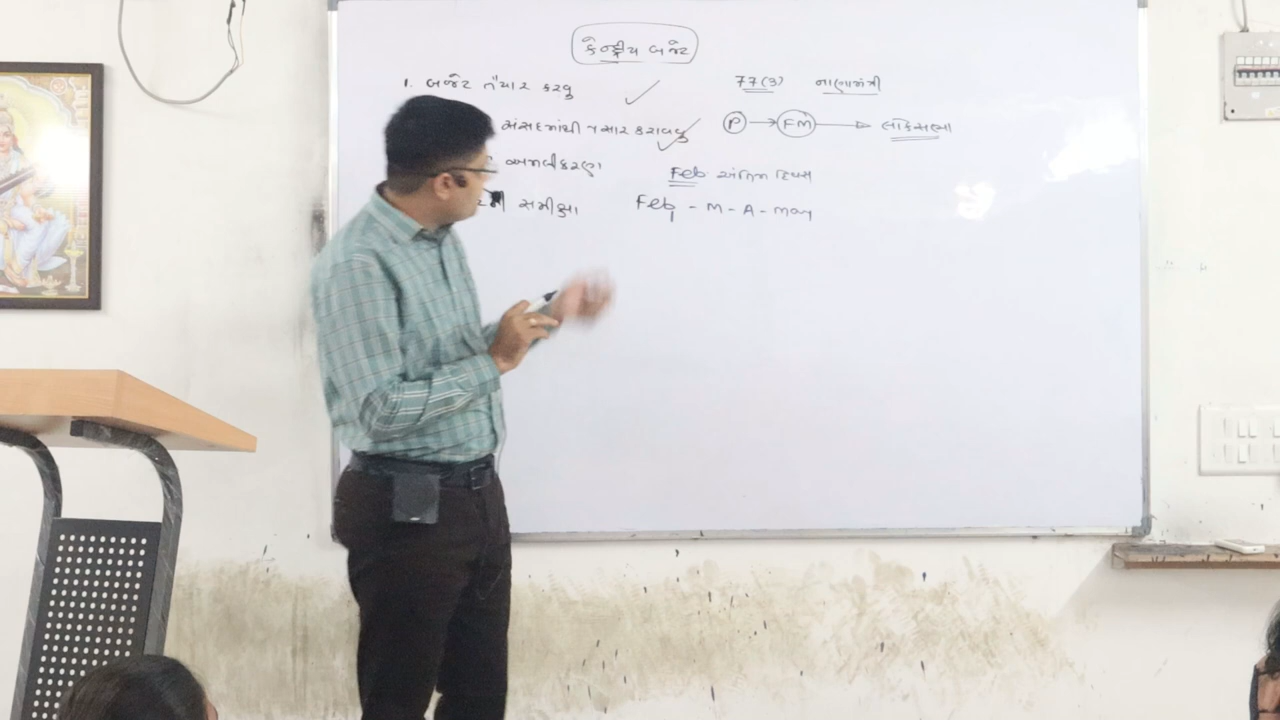 કેન્દ્રીય બજેટ
1. બજેટ તૈયાર કરવુ
77(3) નાણામંત્રી
સંસદમાંથી પસાર કરાવવુ
P → FM → લોકસભા
અમલીકરણ
Feb અંતિમ દિવસ
સમીક્ષા
Feb 1 - M - A - May